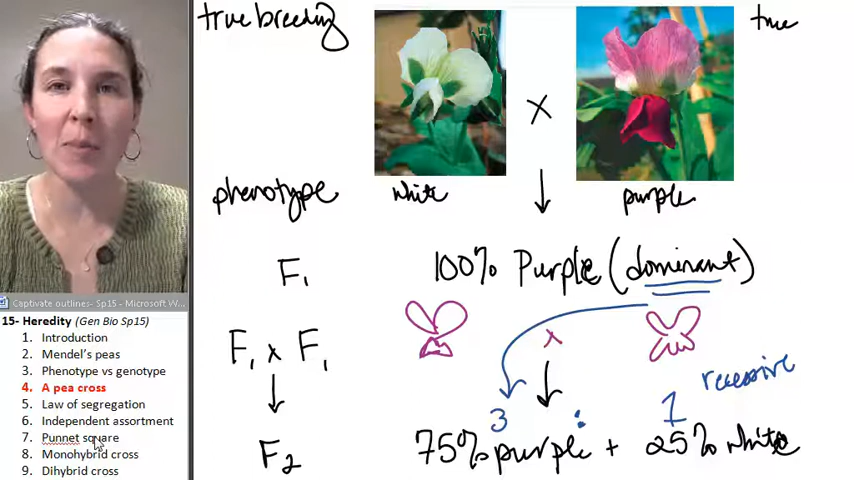 true breeding
true
X
phenotype
white
purple
F1
100% Purple (dominant)
F1 x F1
x
recessive
3 : 1
F2
75% purple + 25% white
Captivate outlines- Sp15 - Microsoft W...
15- Heredity (Gen Bio Sp15)
1. Introduction
2. Mendel's peas
3. Phenotype vs genotype
4. A pea cross
5. Law of segregation
6. Independent assortment
7. Punnet square
8. Monohybrid cross
9. Dihybrid cross